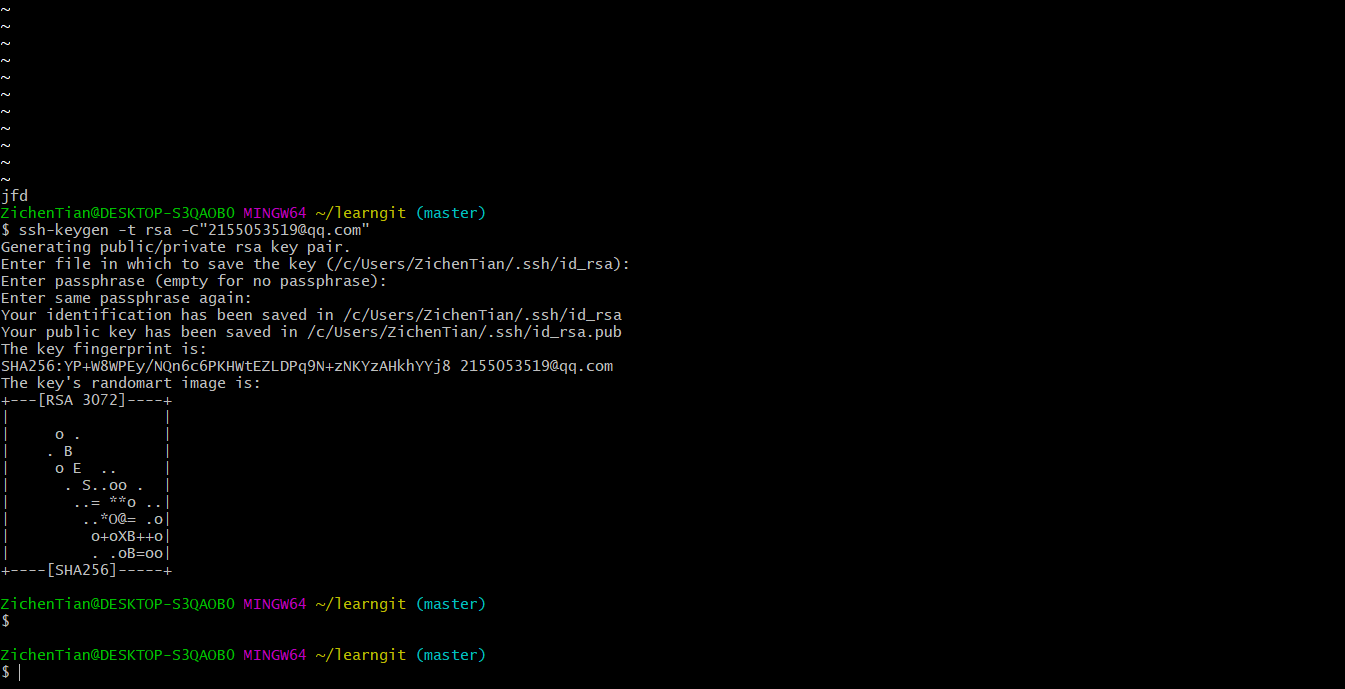 ~
~
~
~
~
~
~
~
~
~
~
jfd
ZichenTian@DESKTOP-S3QAOB0 MINGW64 ~/learngit (master)
$ ssh-keygen -t rsa -C"2155053519@qq.com"
Generating public/private rsa key pair.
Enter file in which to save the key (/c/Users/ZichenTian/.ssh/id_rsa):
Enter passphrase (empty for no passphrase):
Enter same passphrase again:
Your identification has been saved in /c/Users/ZichenTian/.ssh/id_rsa
Your public key has been saved in /c/Users/ZichenTian/.ssh/id_rsa.pub
The key fingerprint is:
SHA256:YP+W8WPEy/NQn6c6PKHWtEZLDPq9N+zNKYzAHkhYYj8 2155053519@qq.com
The key's randomart image is:
+---[RSA 3072]----+
|                 |
|     o .         |
|    . B          |
|     o E  ..     |
|      . S..oo .  |
|       ..= **o ..|
|        ..*O@= .o|
|         o+oXB++o|
|         . .oB=oo|
+----[SHA256]-----+
ZichenTian@DESKTOP-S3QAOB0 MINGW64 ~/learngit (master)
$
ZichenTian@DESKTOP-S3QAOB0 MINGW64 ~/learngit (master)
$